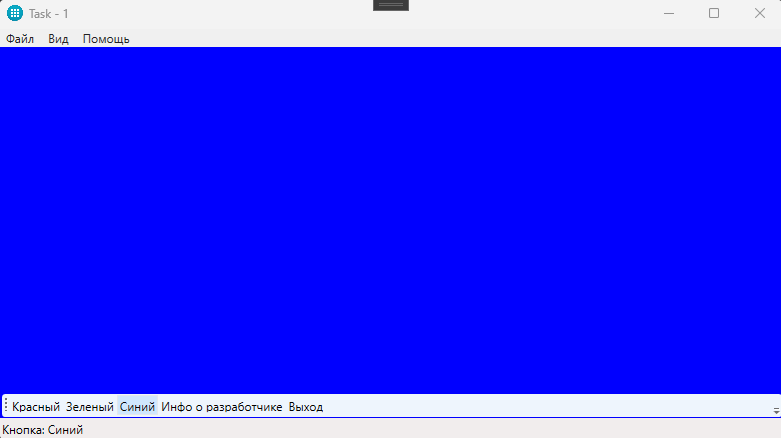 Task - 1
Файл Вид Помощь
Красный Зеленый Синий Инфо о разработчике Выход
Кнопка: Синий